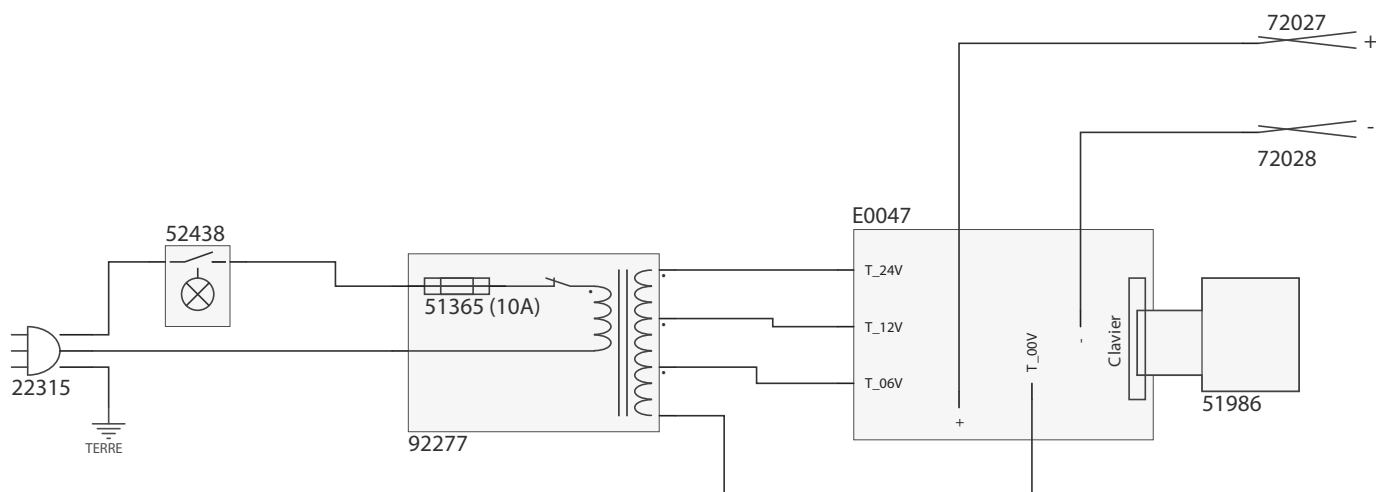 72027
+
-
72028
E0047
52438
T_24V
51365 (10A)
T_12V
T_00V
-
Clavier
T_06V
22315
51986
+
92277
TERRE